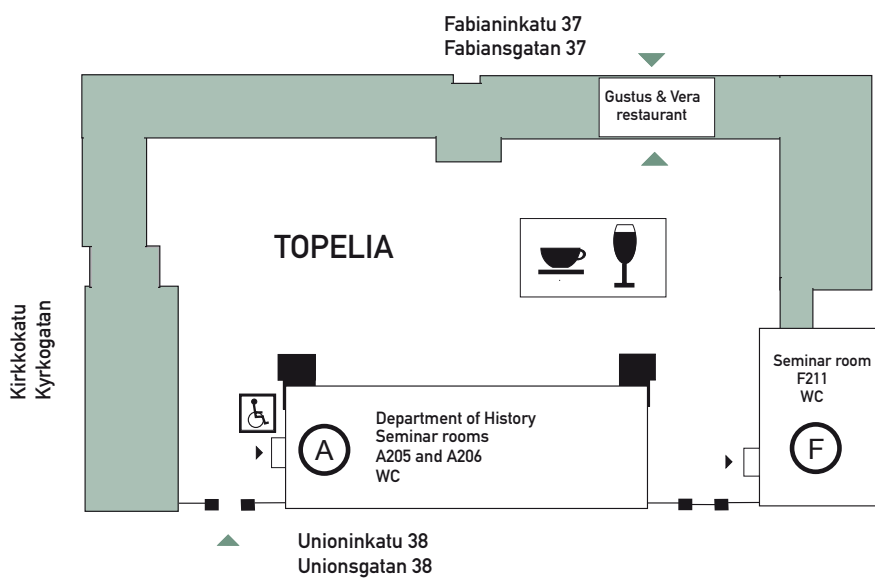 Fabianinkatu 37
Fabiansgatan 37
Gustus & Vera
restaurant
TOPELIA
Kirkkokatu
Kyrkogatan
Seminar room
F211
WC
F
A
Department of History
Seminar rooms
A205 and A206
WC
Unioninkatu 38
Unionsgatan 38